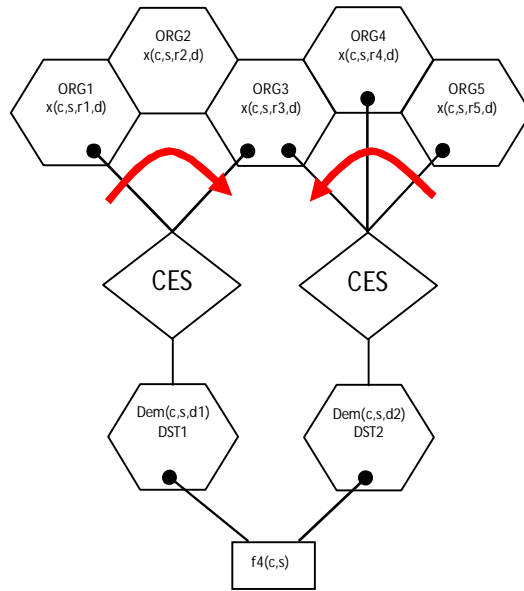 ORG2
x(c,s,r2,d)
ORG4
x(c,s,r4,d)
ORG1
x(c,s,r1,d)
ORG3
x(c,s,r3,d)
ORG5
x(c,s,r5,d)
CES
CES
Dem(c,s,d1)
DST1
Dem(c,s,d2)
DST2
f4(c,s)